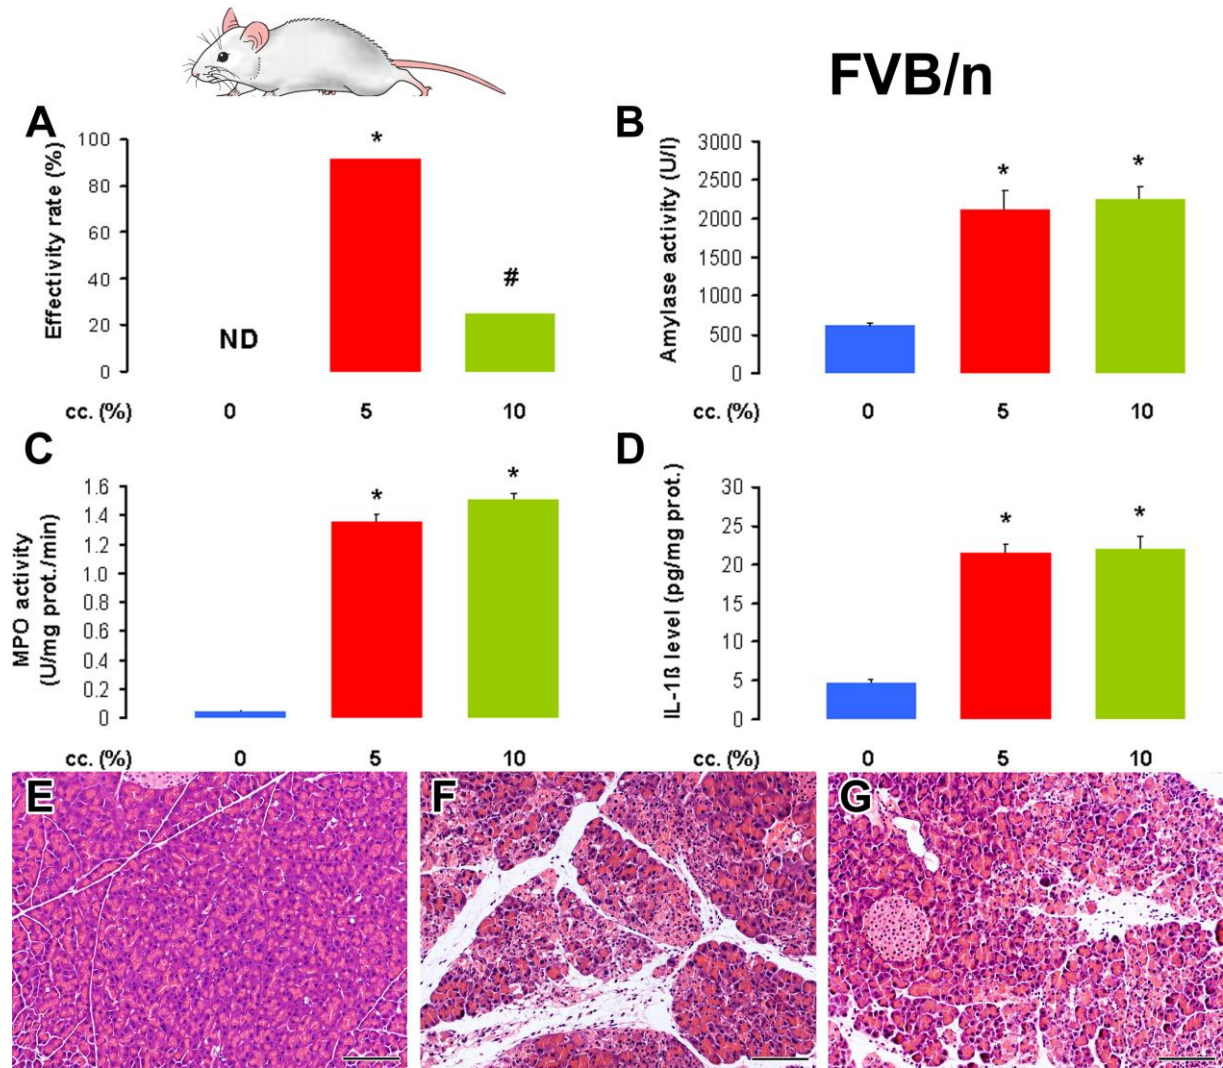 FVB/n
A
Effectivity rate (%)
100
80
60
40
20
0
*
#
ND
cc. (%) 0 5 10
B
Amylase activity (U/l)
3000
2500
2000
1500
1000
500
0
*
*
cc. (%) 0 5 10
C
MPO activity
(U/mg prot./min)
1.6
1.4
1.2
1.0
0.8
0.6
0.4
0.2
0
*
*
cc. (%) 0 5 10
D
IL-1ß level (pg/mg prot.)
30
25
20
15
10
5
0
*
*
cc. (%) 0 5 10
E
F
G